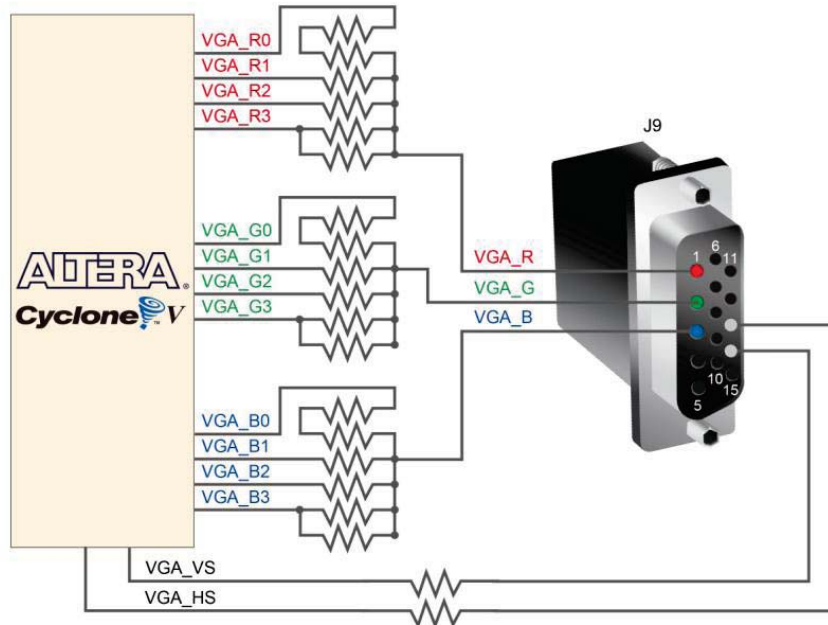 VGA_R0
VGA_R1
VGA_R2
VGA_R3
VGA_G0
VGA_G1
VGA_G2
VGA_G3
ALTERA®
Cyclone™ V
VGA_B0
VGA_B1
VGA_B2
VGA_B3
VGA_VS
VGA_HS
VGA_R
VGA_G
VGA_B
J9
1
6
11
5
10
15